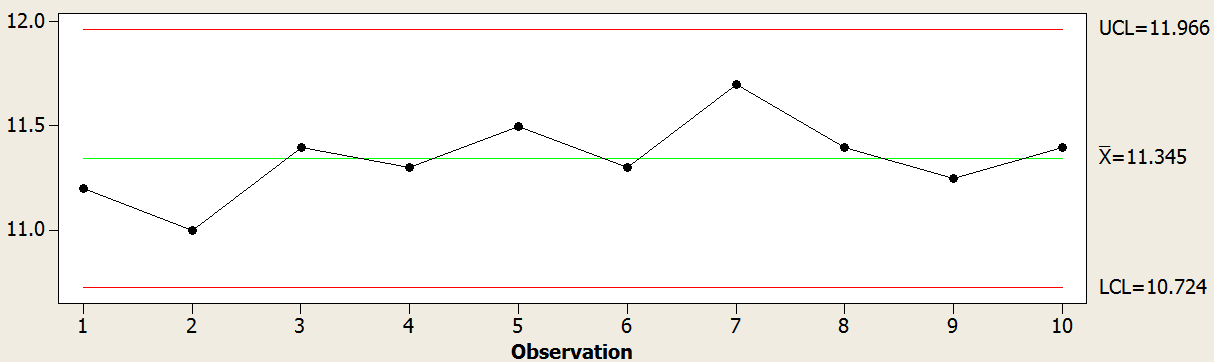 12.0
11.5
11.0
UCL=11.966
X̅=11.345
LCL=10.724
1 2 3 4 5 6 7 8 9 10
Observation